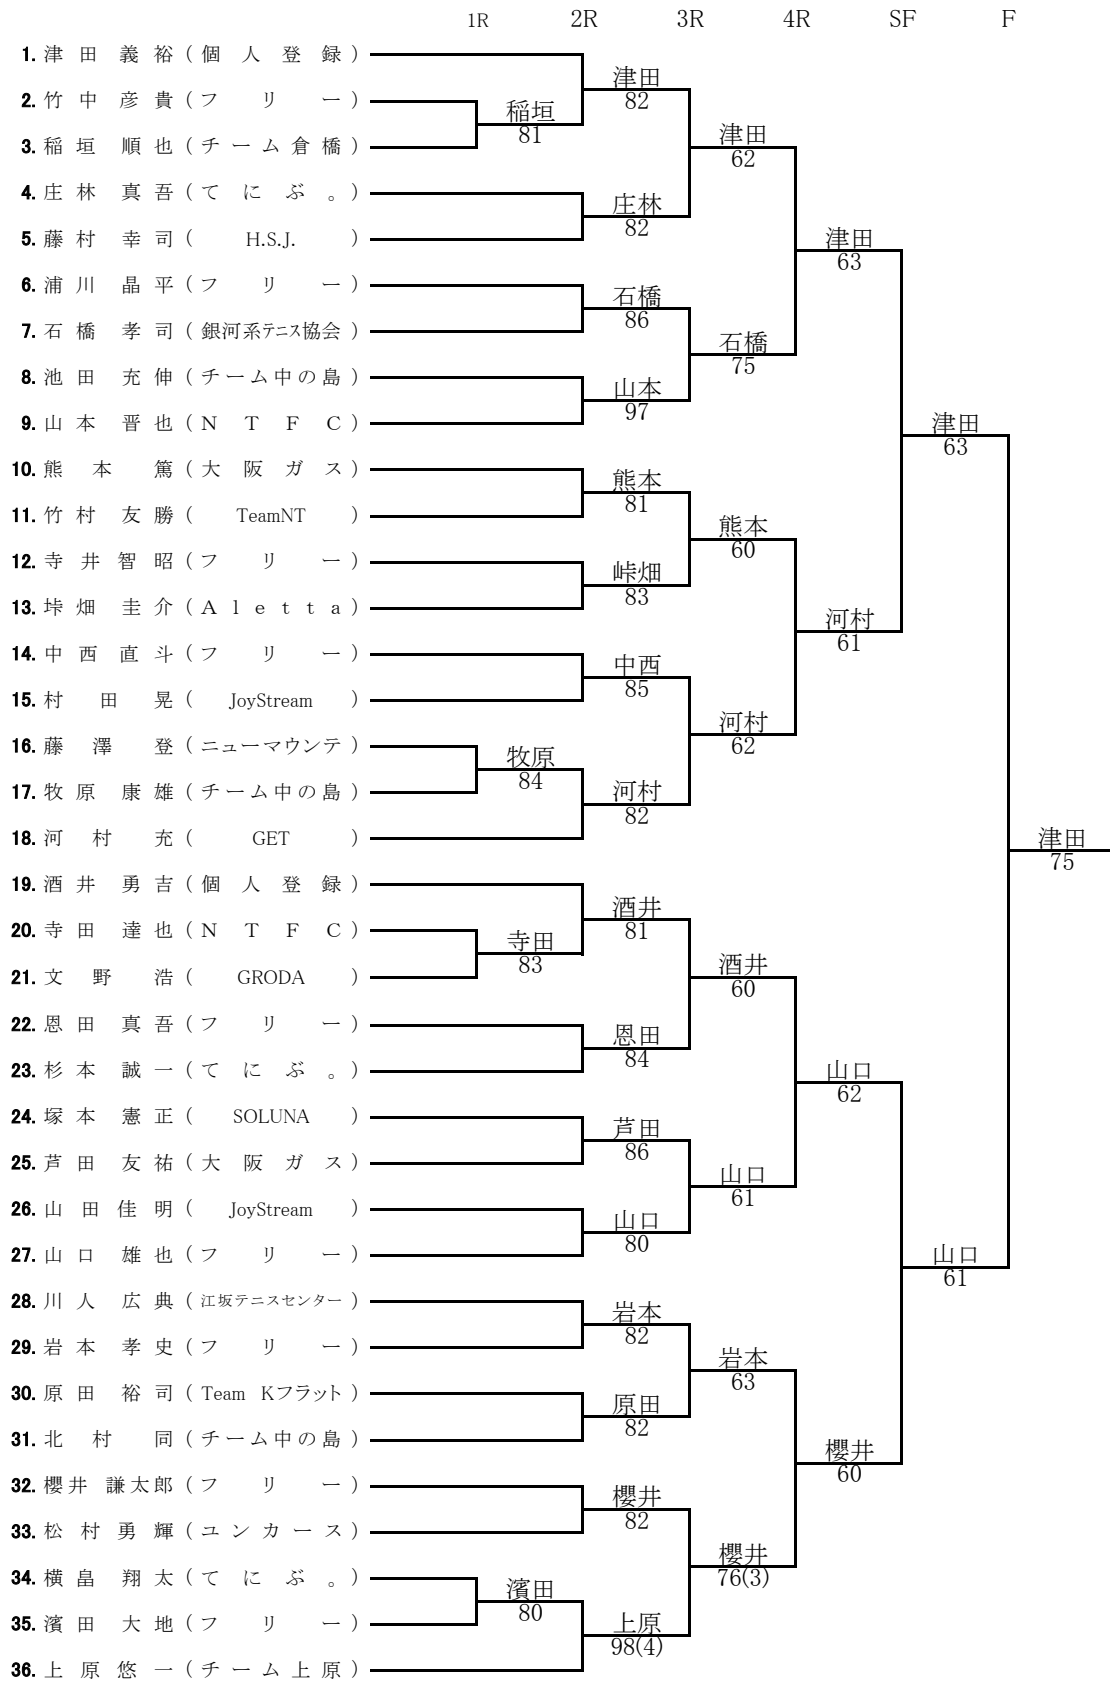 1R 2R 3R 4R SF F
1. 津田 義裕 (個人登録)
津田
82
2. 竹中 彦貴 (フリー)
稲垣
81
3. 稲垣 順也 (チーム倉橋)
津田
62
4. 庄林 真吾 (てにぶ。)
庄林
82
5. 藤村 幸司 (H.S.J.)
津田
63
6. 浦川 晶平 (フリー)
石橋
86
7. 石橋 孝司 (銀河系テニス協会)
石橋
75
8. 池田 充伸 (チーム中の島)
山本
97
9. 山本 晋也 (NTFC)
津田
63
10. 熊本 篤 (大阪ガス)
熊本
81
11. 竹村 友勝 (TeamNT)
熊本
60
12. 寺井 智昭 (フリー)
峠畑
83
13. 垰畑 圭介 (Aletta)
河村
61
14. 中西 直斗 (フリー)
中西
85
15. 村田 晃 (JoyStream)
河村
62
16. 藤澤 登 (ニューマウンテ)
牧原
84
17. 牧原 康雄 (チーム中の島)
河村
82
18. 河村 充 (GET)
津田
75
19. 酒井 勇吉 (個人登録)
酒井
81
20. 寺田 達也 (NTFC)
寺田
83
21. 文野 浩 (GRODA)
酒井
60
22. 恩田 真吾 (フリー)
恩田
84
23. 杉本 誠一 (てにぶ。)
山口
62
24. 塚本 憲正 (SOLUNA)
芦田
86
25. 芦田 友祐 (大阪ガス)
山口
61
26. 山田 佳明 (JoyStream)
山口
80
27. 山口 雄也 (フリー)
山口
61
28. 川人 広典 (江坂テニスセンター)
岩本
82
29. 岩本 孝史 (フリー)
岩本
63
30. 原田 裕司 (Team Kフラット)
原田
82
31. 北村 同 (チーム中の島)
櫻井
60
32. 櫻井 謙太郎 (フリー)
櫻井
82
33. 松村 勇輝 (ユンカース)
櫻井
76(3)
34. 横畠 翔太 (てにぶ。)
濱田
80
35. 濱田 大地 (フリー)
上原
98(4)
36. 上原 悠一 (チーム上原)